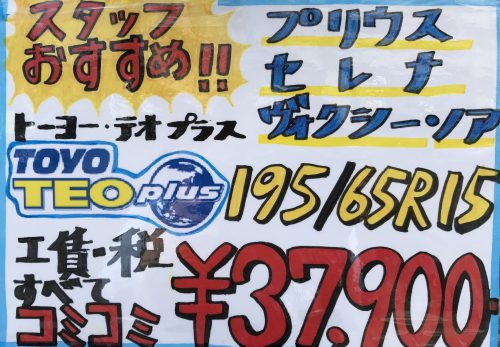 スタッフ
おすすめ!!
プリウス
セレナ
ヴォクシー・ノア
トーヨー・テオプラス
TOYO
TEO plus
195/65R15
工賃・税
すべて
コミコミ
¥37,900